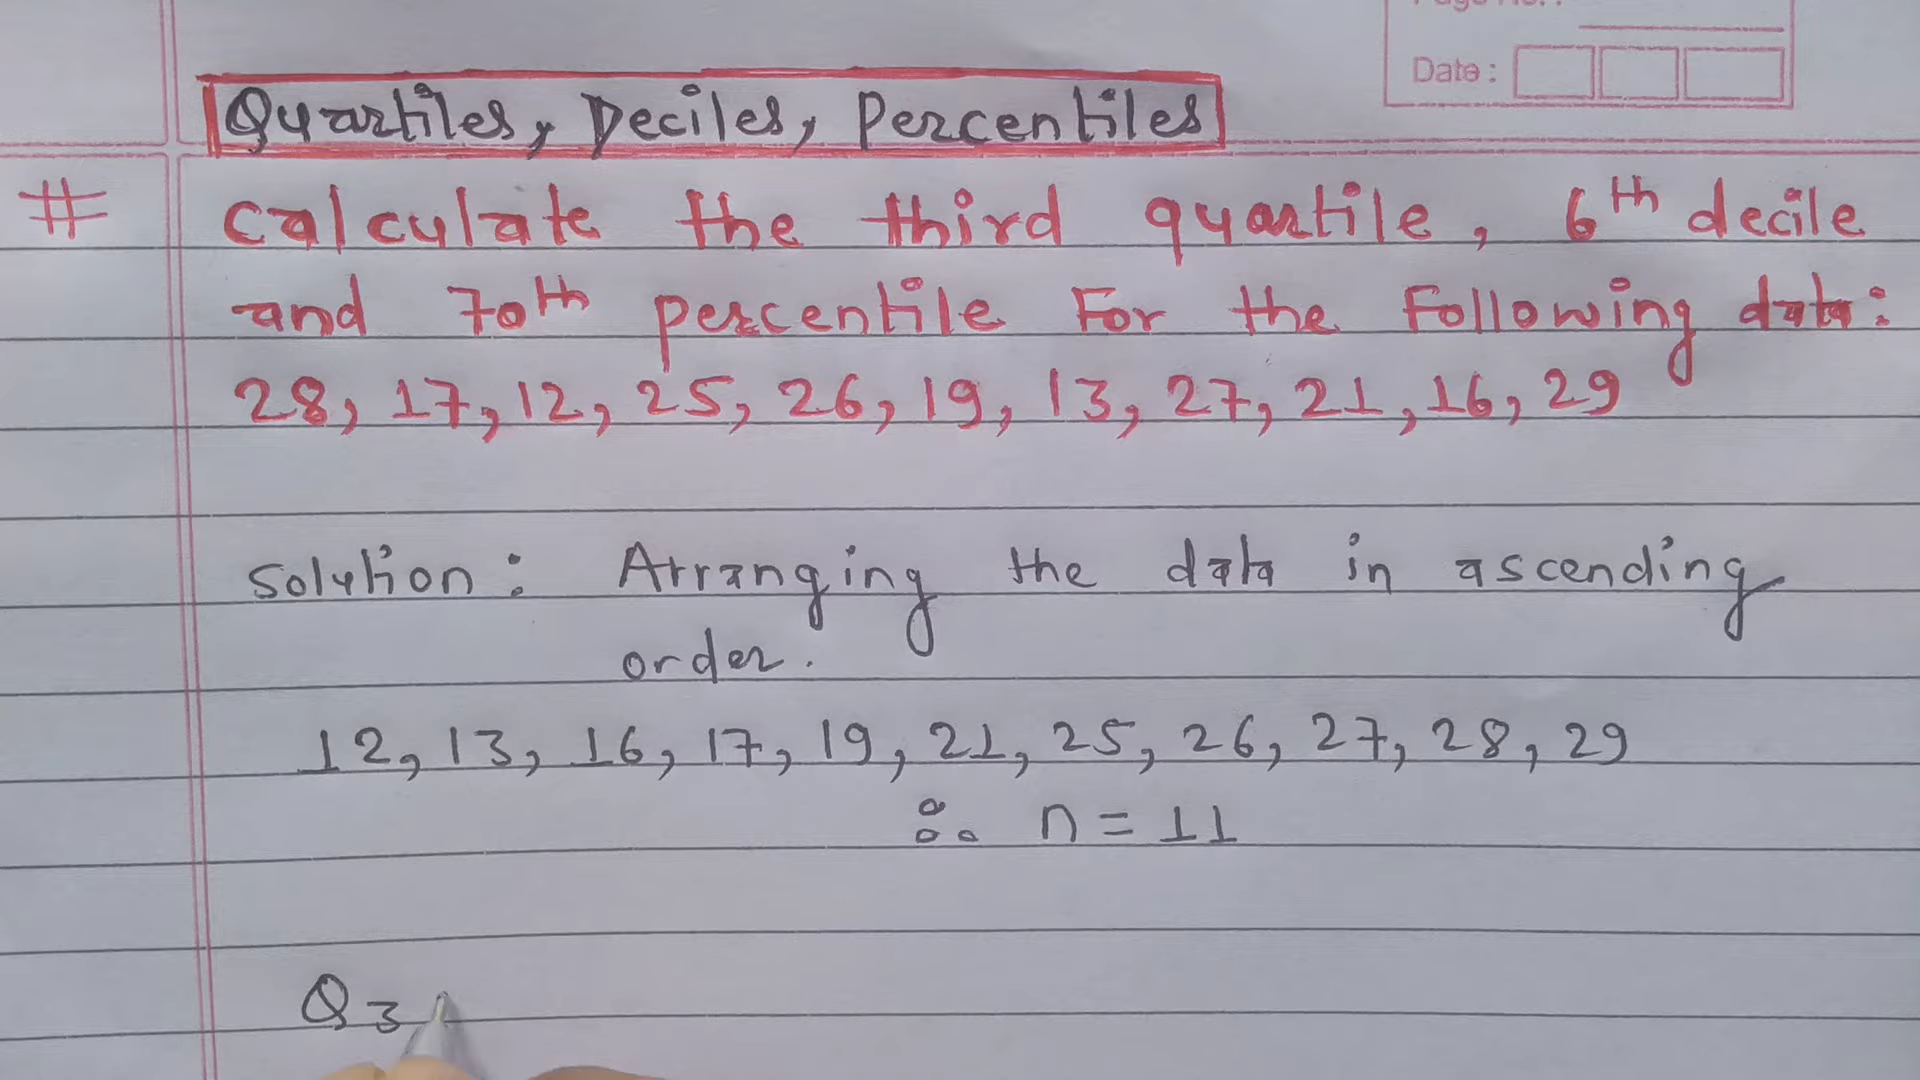 Date :
Quartiles, Deciles, Percentiles
# Calculate the third quartile, 6th decile
and 70th percentile For the Following data:
28, 17, 12, 25, 26, 19, 13, 27, 21, 16, 29
Solution : Arranging the data in ascending
order.
12, 13, 16, 17, 19, 21, 25, 26, 27, 28, 29
∴ n = 11
Q3